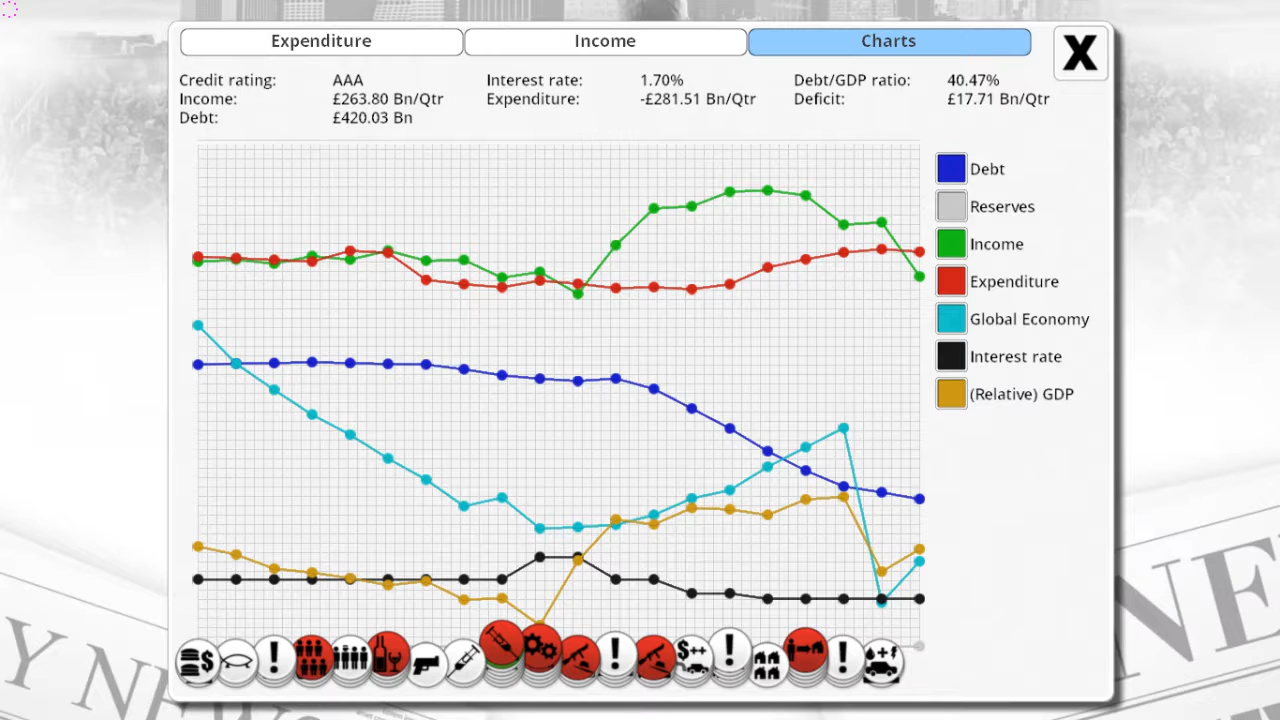 Expenditure Income Charts X
Credit rating: AAA Interest rate: 1.70% Debt/GDP ratio: 40.47%
Income: £263.80 Bn/Qtr Expenditure: -£281.51 Bn/Qtr Deficit: £17.71 Bn/Qtr
Debt: £420.03 Bn
Debt
Reserves
Income
Expenditure
Global Economy
Interest rate
(Relative) GDP
$ ! ! $++ ! !
Y NEWS
NE